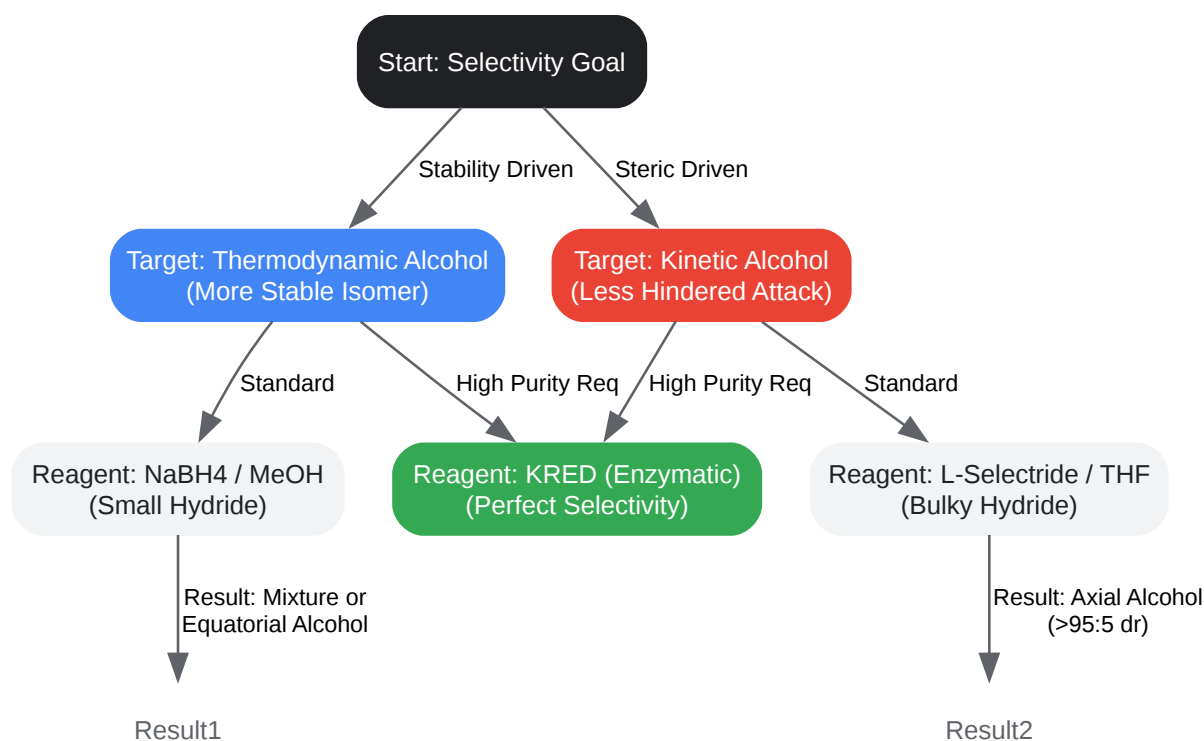 Start: Selectivity Goal
Stability Driven
Steric Driven
Target: Thermodynamic Alcohol
(More Stable Isomer)
Target: Kinetic Alcohol
(Less Hindered Attack)
Standard
High Purity Req
High Purity Req
Standard
Reagent: NaBH4 / MeOH
(Small Hydride)
Reagent: KRED (Enzymatic)
(Perfect Selectivity)
Reagent: L-Selectride / THF
(Bulky Hydride)
Result: Mixture or
Equatorial Alcohol
Result: Axial Alcohol
(>95:5 dr)
Result1
Result2